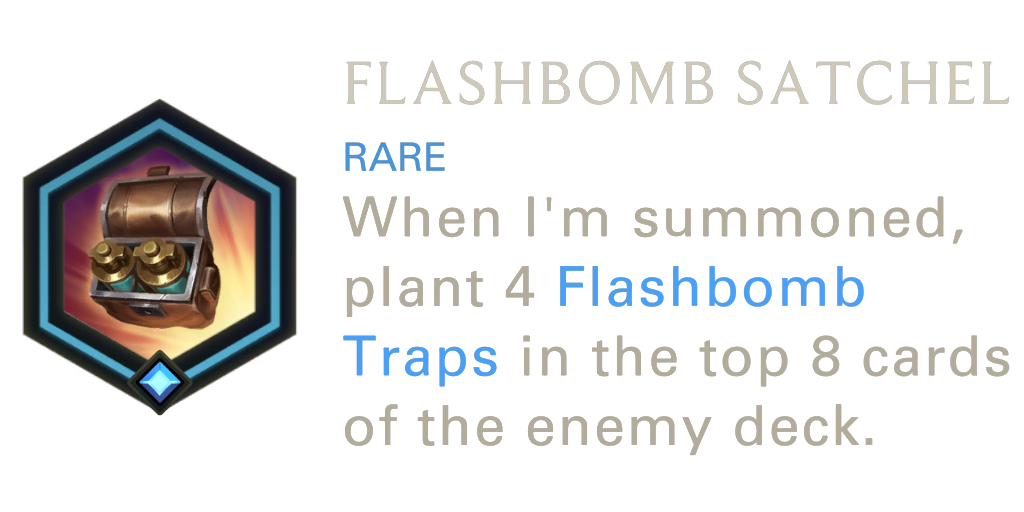 FLASHBOMB SATCHEL
RARE
When I'm summoned,
plant 4 Flashbomb
Traps in the top 8 cards
of the enemy deck.